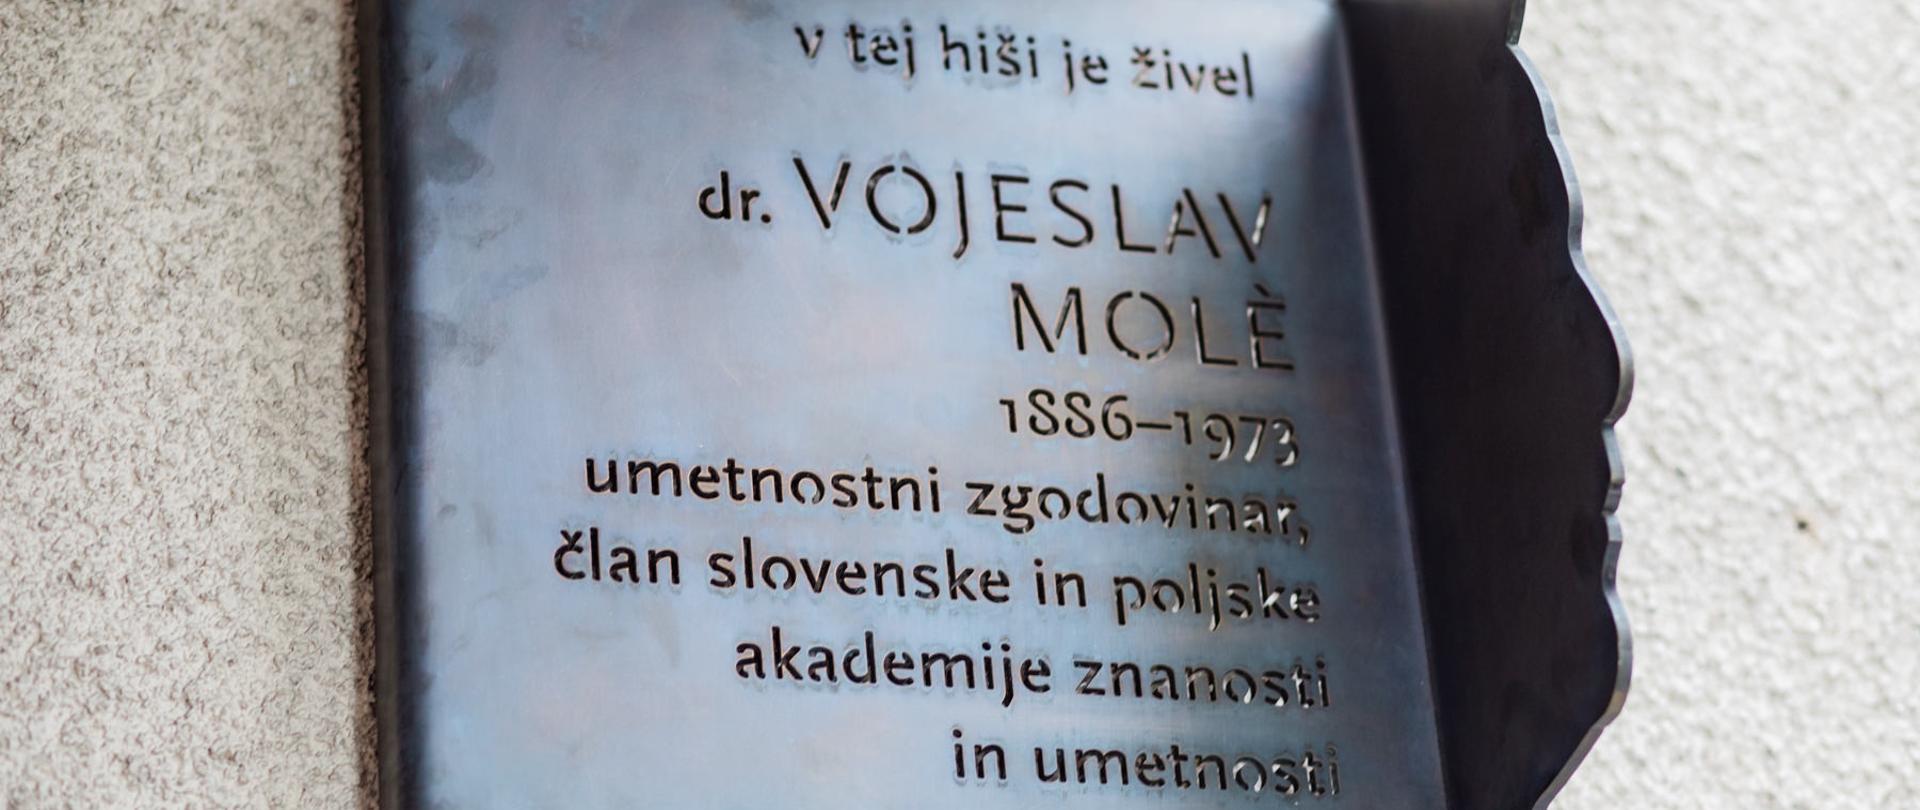 v tej hiši je živel
dr. VOJESLAV
MOLÈ
1886–1973
umetnostni zgodovinar,
član slovenske in poljske
akademije znanosti
in umetnosti